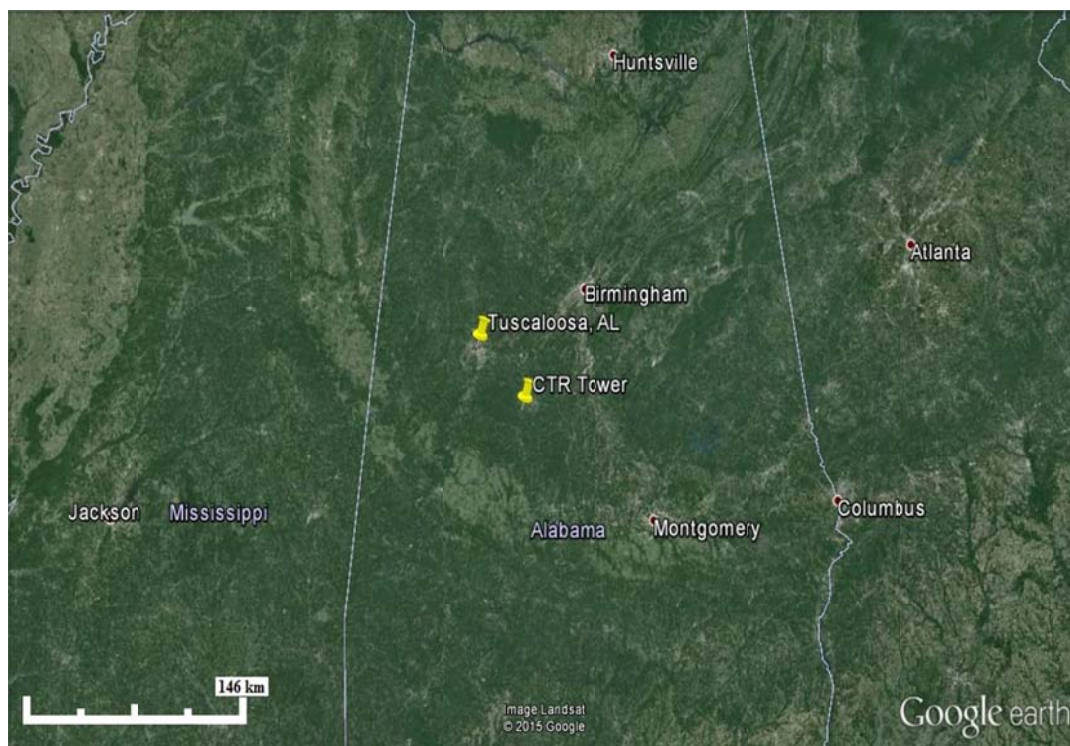 Huntsville
Atlanta
Birmingham
Tuscaloosa, AL
CTR Tower
Columbus
Jackson
Mississippi
Alabama
Montgomery
146 km
Image Landsat
© 2015 Google
Google earth